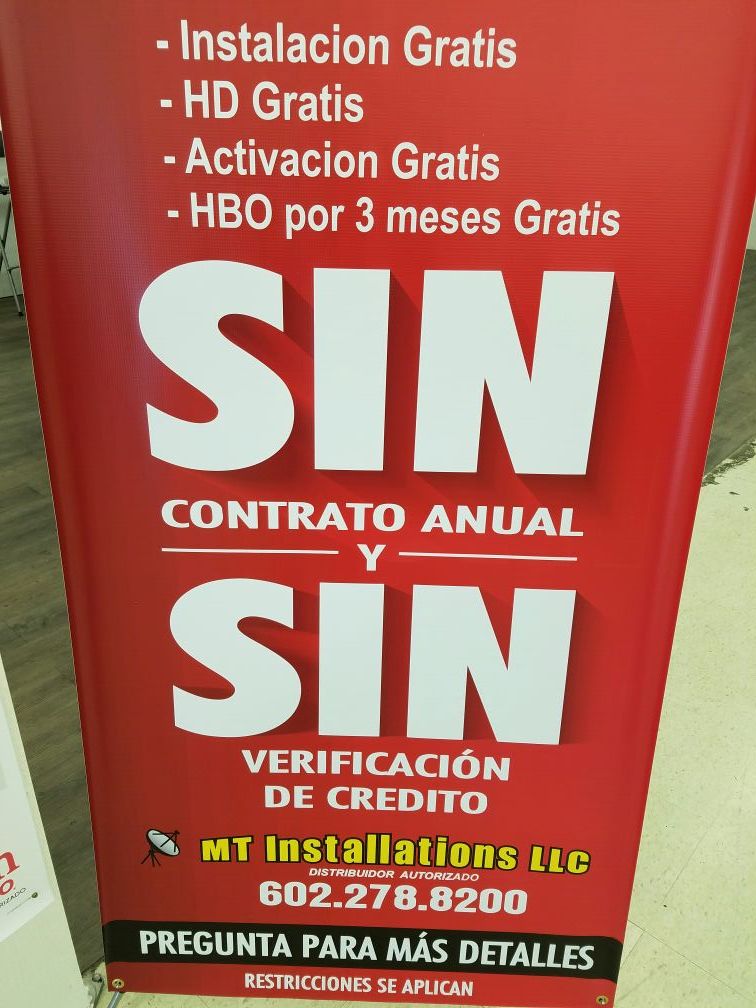 - Instalacion Gratis
- HD Gratis
- Activacion Gratis
- HBO por 3 meses Gratis
SIN
CONTRATO ANUAL
Y
SIN
VERIFICACIÓN
DE CREDITO
MT Installations LLC
DISTRIBUIDOR AUTORIZADO
602.278.8200
PREGUNTA PARA MÁS DETALLES
RESTRICCIONES SE APLICAN